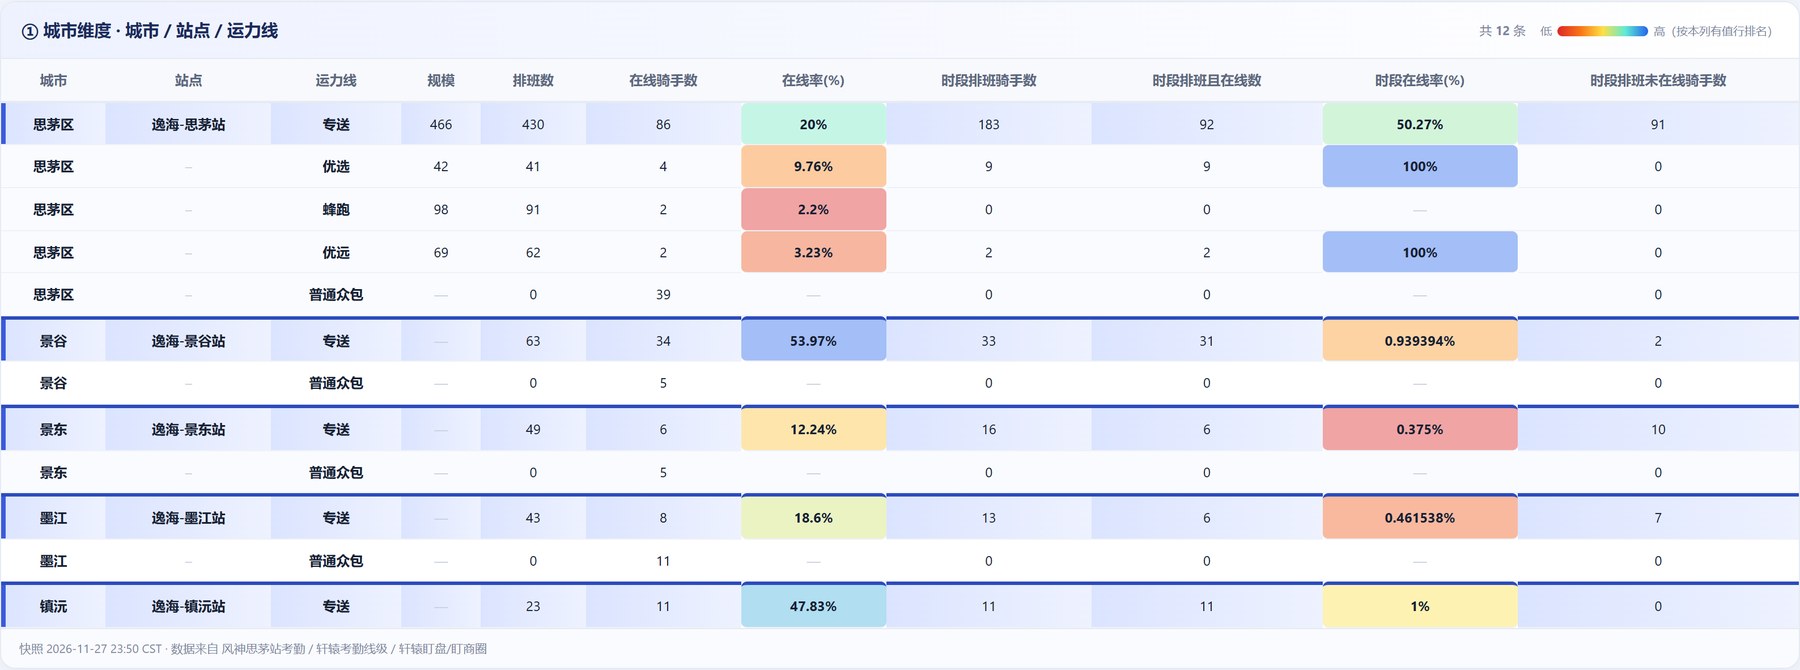 ① 城市维度 · 城市 / 站点 / 运力线
共 12 条 低 高 (按本列有值行排名)
城市 站点 运力线 规模 排班数 在线骑手数 在线率(%) 时段排班骑手数 时段排班且在线数 时段在线率(%) 时段排班未在线骑手数
思茅区 逸海-思茅站 专送 466 430 86 20% 183 92 50.27% 91
思茅区 – 优选 42 41 4 9.76% 9 9 100% 0
思茅区 – 蜂跑 98 91 2 2.2% 0 0 — 0
思茅区 – 优远 69 62 2 3.23% 2 2 100% 0
思茅区 – 普通众包 — 0 39 — 0 0 — 0
景谷 逸海-景谷站 专送 — 63 34 53.97% 33 31 0.939394% 2
景谷 – 普通众包 — 0 5 — 0 0 — 0
景东 逸海-景东站 专送 — 49 6 12.24% 16 6 0.375% 10
景东 – 普通众包 — 0 5 — 0 0 — 0
墨江 逸海-墨江站 专送 — 43 8 18.6% 13 6 0.461538% 7
墨江 – 普通众包 — 0 11 — 0 0 — 0
镇沅 逸海-镇沅站 专送 — 23 11 47.83% 11 11 1% 0
快照 2026-11-27 23:50 CST · 数据来自 风神思茅站考勤 / 轩辕考勤线级 / 轩辕盯盘/盯商圈